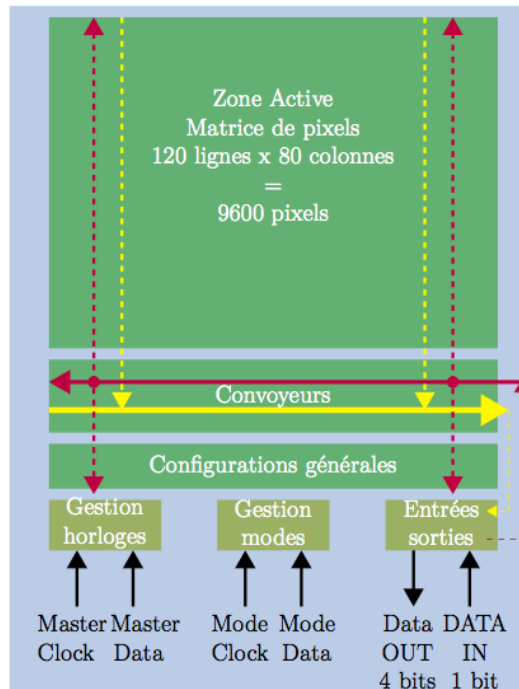 Zone Active
Matrice de pixels
120 lignes x 80 colonnes
=
9600 pixels
Convoyeurs
Configurations générales
Gestion
horloges
Gestion
modes
Entrées
sorties
Master
Clock
Master
Data
Mode
Clock
Mode
Data
Data
OUT
4 bits
DATA
IN
1 bit